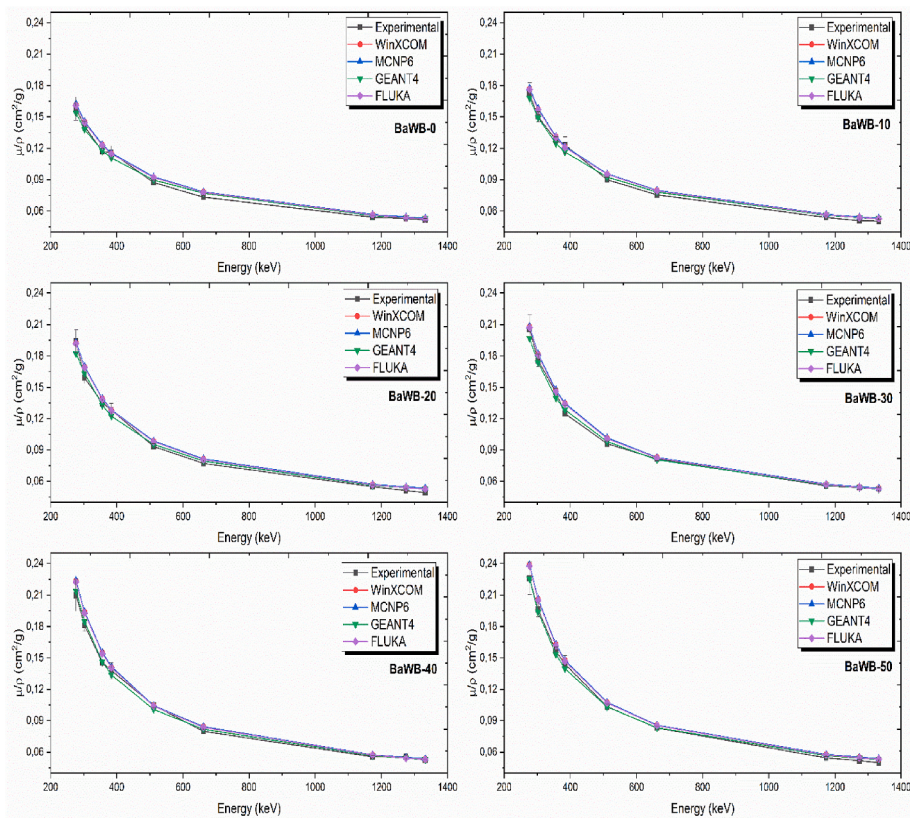 0,24
0,21
0,18
0,15
0,12
0,09
0,06
μ/ρ (cm²/g)
200 400 600 800 1000 1200 1400
Energy (keV)
Experimental
WinXCOM
MCNP6
GEANT4
FLUKA
BaWB-0
0,24
0,21
0,18
0,15
0,12
0,09
0,06
μ/ρ (cm²/g)
200 400 600 800 1000 1200 1400
Energy (keV)
Experimental
WinXCOM
MCNP6
GEANT4
FLUKA
BaWB-10
0,24
0,21
0,18
0,15
0,12
0,09
0,06
μ/ρ (cm²/g)
200 400 600 800 1000 1200 1400
Energy (keV)
Experimental
WinXCOM
MCNP6
GEANT4
FLUKA
BaWB-20
0,24
0,21
0,18
0,15
0,12
0,09
0,06
μ/ρ (cm²/g)
200 400 600 800 1000 1200 1400
Energy (keV)
Experimental
WinXCOM
MCNP6
GEANT4
FLUKA
BaWB-30
0,24
0,21
0,18
0,15
0,12
0,09
0,06
μ/ρ (cm²/g)
200 400 600 800 1000 1200 1400
Energy (keV)
Experimental
WinXCOM
MCNP6
GEANT4
FLUKA
BaWB-40
0,24
0,21
0,18
0,15
0,12
0,09
0,06
μ/ρ (cm²/g)
200 400 600 800 1000 1200 1400
Energy (keV)
Experimental
WinXCOM
MCNP6
GEANT4
FLUKA
BaWB-50